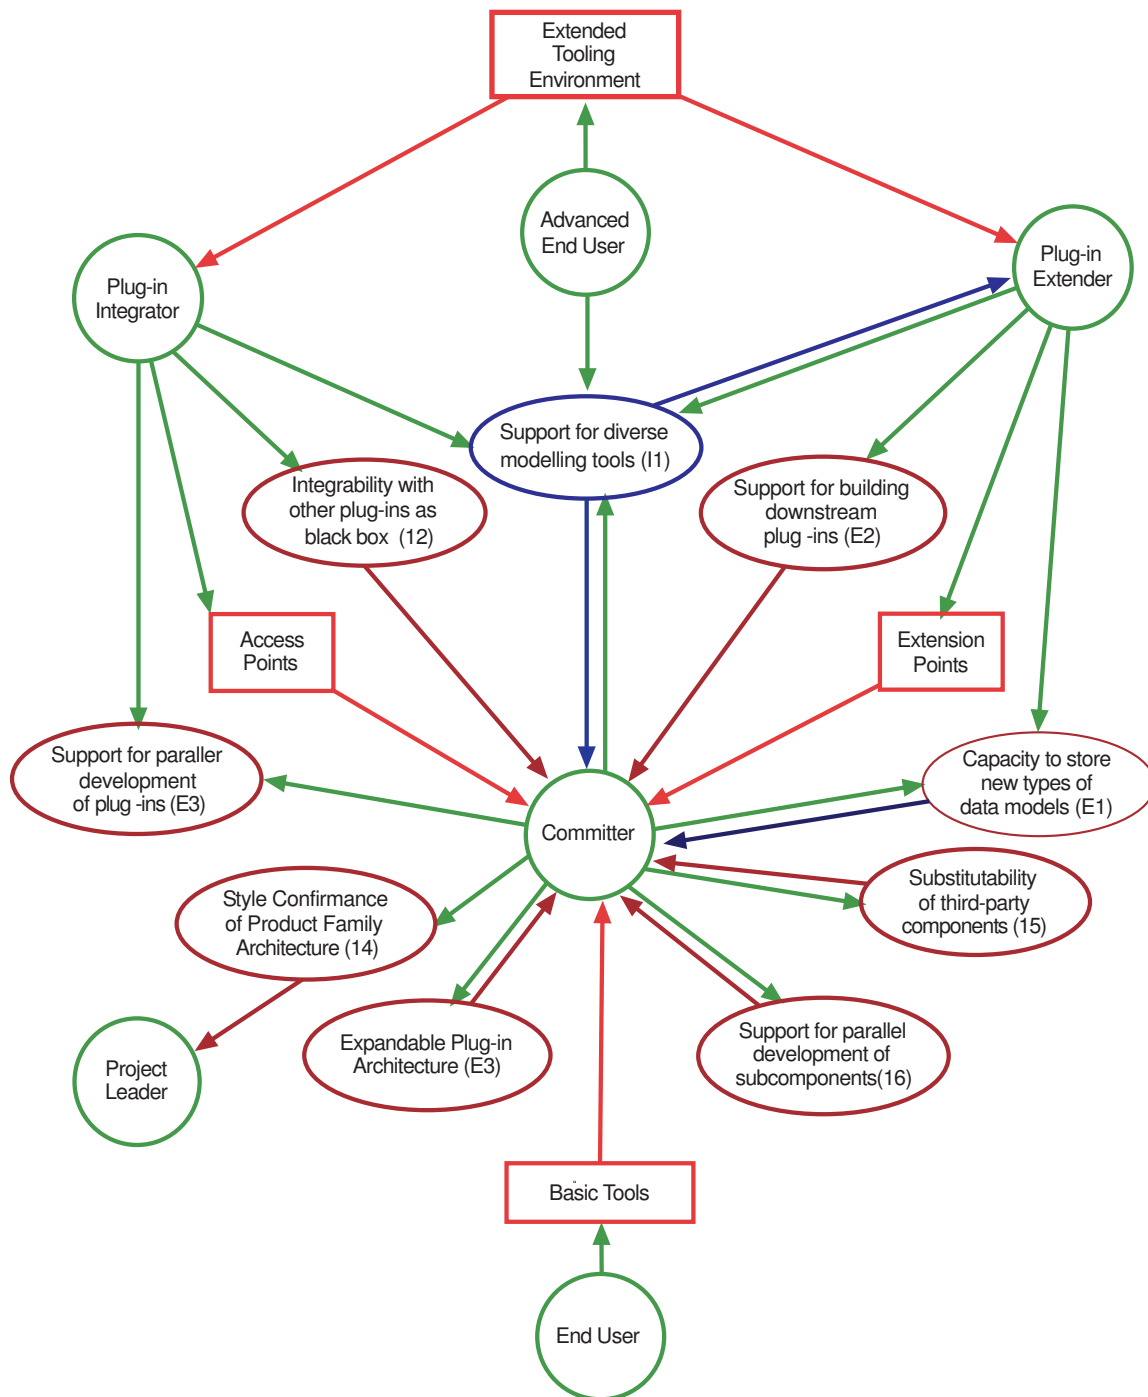 Extended
Tooling
Environment
Advanced
End User
Plug-in
Extender
Plug-in
Integrator
Support for diverse
modelling tools (I1)
Integrability with
other plug-ins as
black box (12)
Support for building
downstream
plug -ins (E2)
Access
Points
Extension
Points
Support for paraller
development
of plug -ins (E3)
Capacity to store
new types of
data models (E1)
Committer
Style Confirmance
of Product Family
Architecture (14)
Substitutability
of third-party
components (15)
Expandable Plug-in
Architecture (E3)
Support for parallel
development of
subcomponents(16)
Project
Leader
Basic Tools
End User